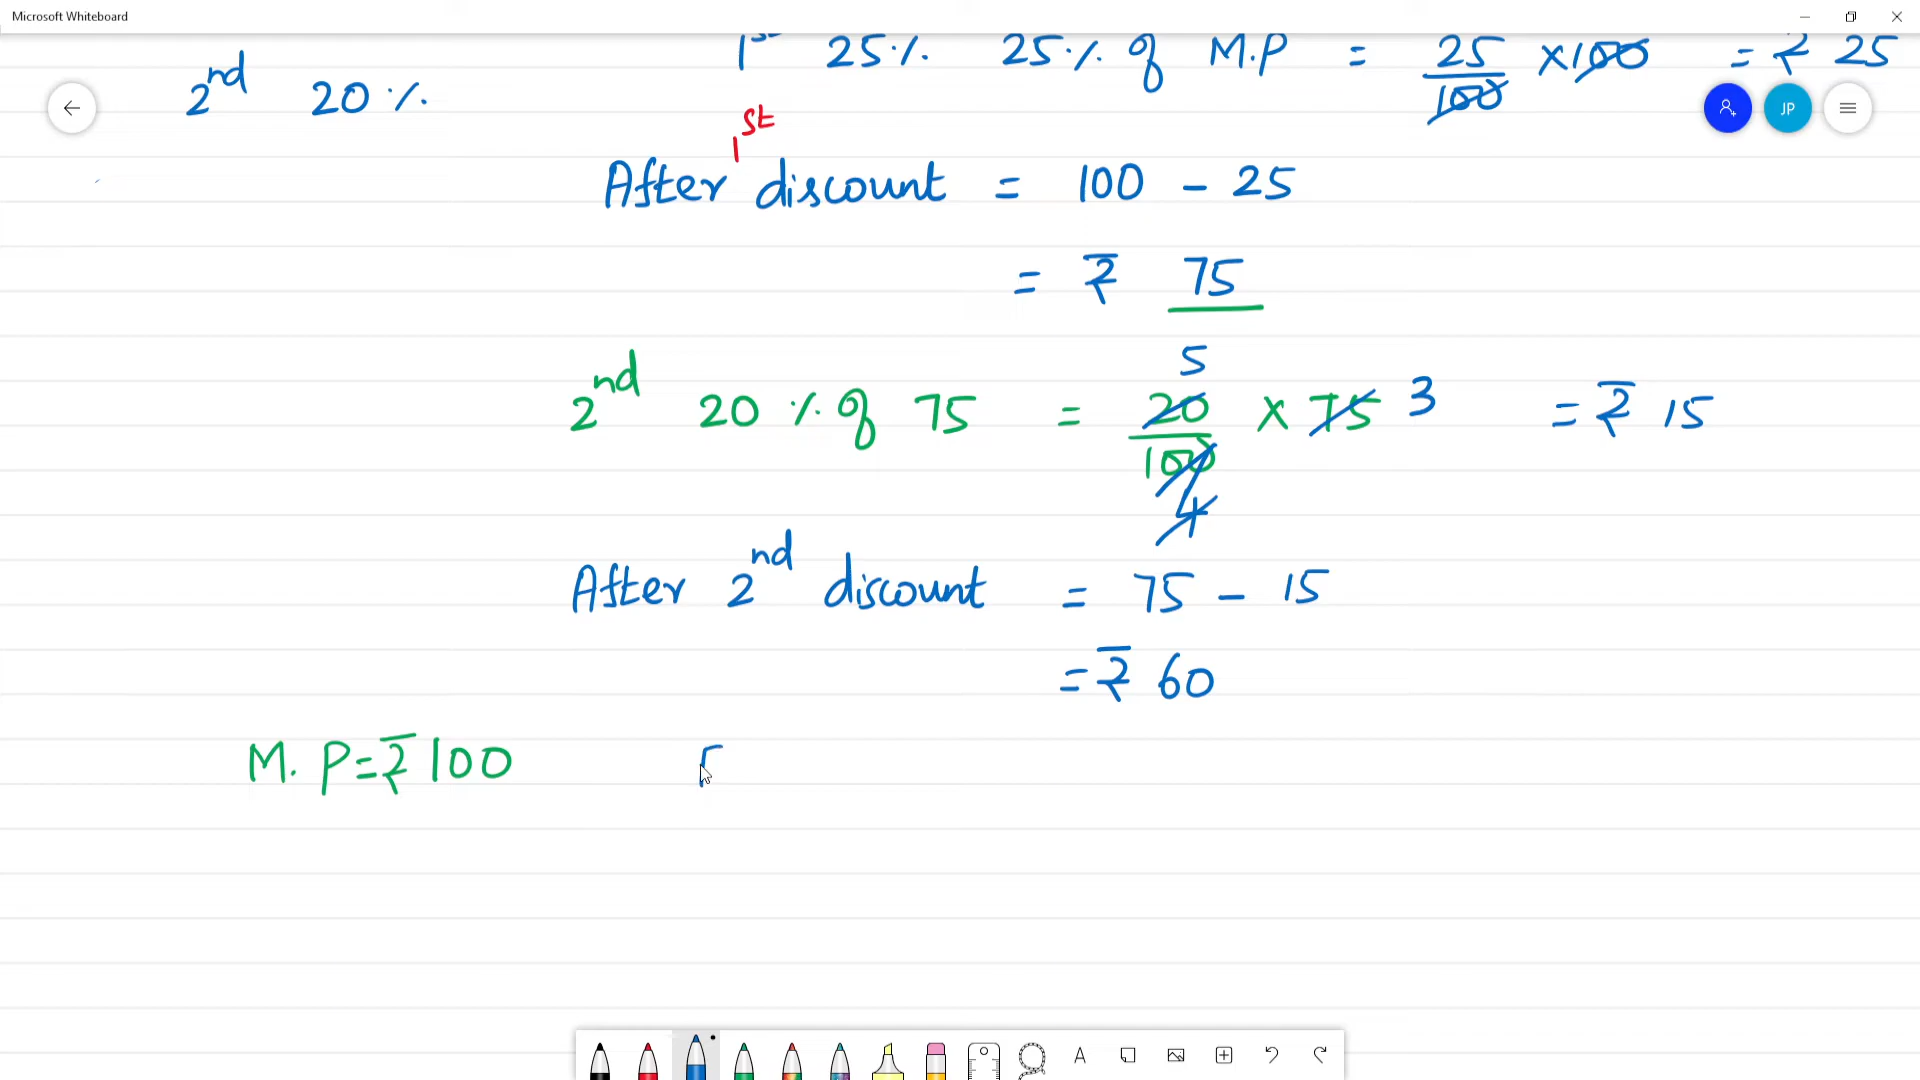 Microsoft Whiteboard
1st 25% 25% of M.P = 25/100 ×100 = ₹ 25
2nd 20%
JP
1st
After discount = 100 - 25
= ₹ 75
5
2nd 20% of 75 = 20/100 × 75 3 = ₹ 15
4
After 2nd discount = 75 - 15
= ₹ 60
M. P = ₹ 100
A